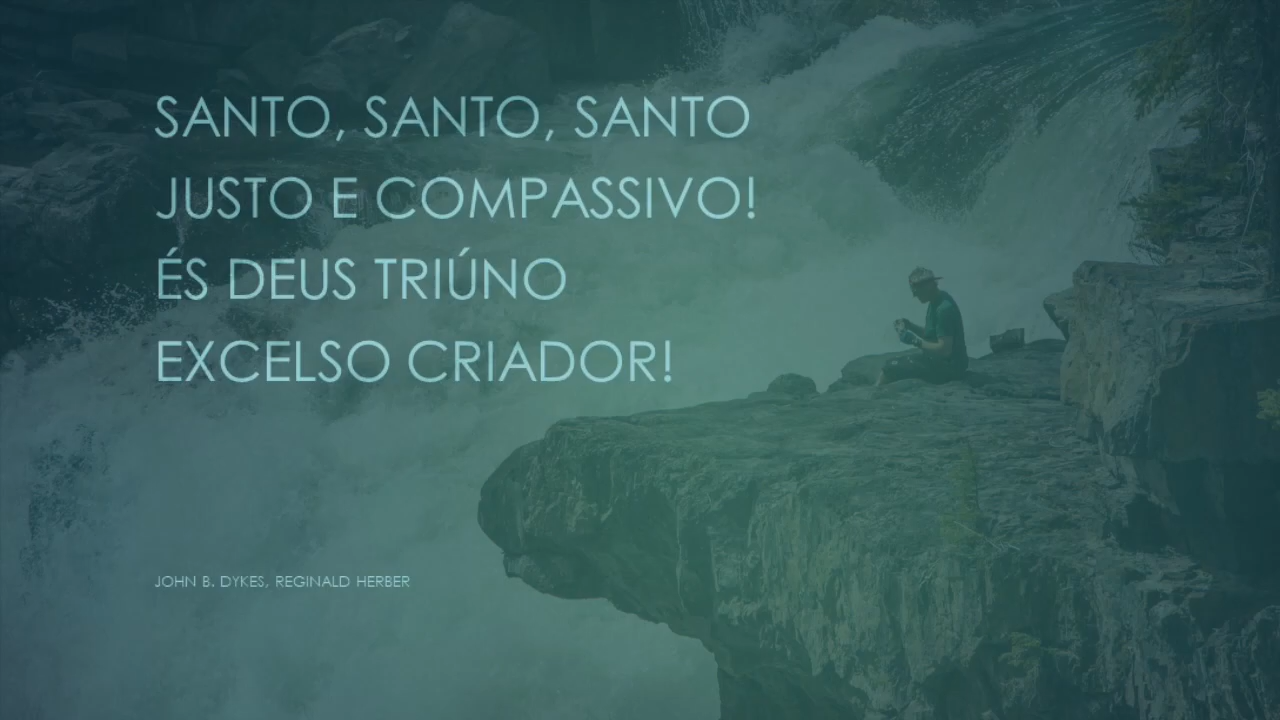 SANTO, SANTO, SANTO
JUSTO E COMPASSIVO!
ÉS DEUS TRIÚNO
EXCELSO CRIADOR!
JOHN B. DYKES, REGINALD HERBER